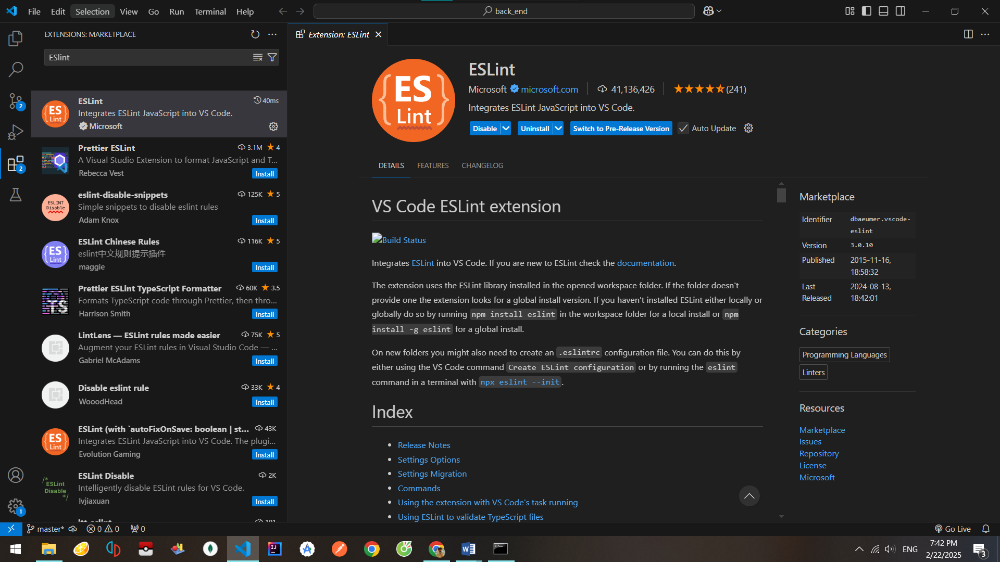 File Edit Selection View Go Run Terminal Help
back_end
EXTENSIONS: MARKETPLACE
ESlint
ESLint
40ms
Integrates ESLint JavaScript into VS Code.
Microsoft
Prettier ESLint
3.1M 4
A Visual Studio Extension to format JavaScript and T...
Rebecca Vest
Install
eslint-disable-snippets
125K 5
Simple snippets to disable eslint rules
Adam Knox
Install
ESLint Chinese Rules
116K 5
eslint中文规则提示插件
maggie
Install
Prettier ESLint TypeScript Formatter
60K 3.5
Formats TypeScript code through Prettier, then thro...
Harrison Smith
Install
LintLens — ESLint rules made easier
75K 5
Augment your ESLint rules in Visual Studio Code — ...
Gabriel McAdams
Install
Disable eslint rule
33K 4
WooodHead
Install
ESLint (with `autoFixOnSave: boolean | st...
43K
Integrates ESLint JavaScript into VS Code. The plugi...
Evolution Gaming
Install
ESLint Disable
2K
Intelligently disable ESLint rules for VS Code.
lvjiaxuan
Install
Extension: ESLint
ES
Lint
ESLint
Microsoft microsoft.com 41,136,426 (241)
Integrates ESLint JavaScript into VS Code.
Disable Uninstall Switch to Pre-Release Version Auto Update
DETAILS FEATURES CHANGELOG
VS Code ESLint extension
Build Status
Integrates ESLint into VS Code. If you are new to ESLint check the documentation.
The extension uses the ESLint library installed in the opened workspace folder. If the folder doesn't
provide one the extension looks for a global install version. If you haven't installed ESLint either locally or
globally do so by running npm install eslint in the workspace folder for a local install or npm
install -g eslint for a global install.
On new folders you might also need to create an .eslintrc configuration file. You can do this by
either using the VS Code command Create ESLint configuration or by running the eslint
command in a terminal with npx eslint --init.
Index
Release Notes
Settings Options
Settings Migration
Commands
Using the extension with VS Code's task running
Using ESLint to validate TypeScript files
Marketplace
Identifier dbaeumer.vscode-
eslint
Version 3.0.10
Published 2015-11-16,
18:58:32
Last 2024-08-13,
Released 18:42:01
Categories
Programming Languages
Linters
Resources
Marketplace
Issues
Repository
License
Microsoft
master* 0 0 0
Go Live
ENG
7:42 PM
2/22/2025
3